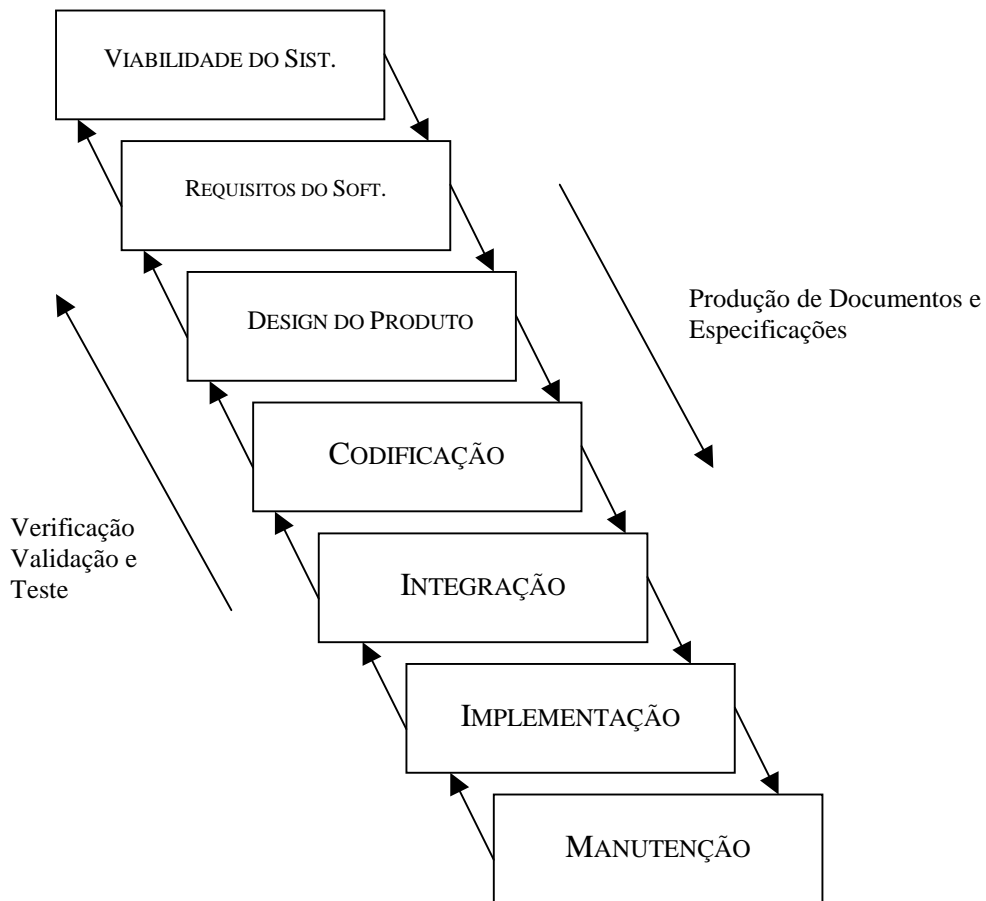 VIABILIDADE DO SIST.
REQUISITOS DO SOFT.
DESIGN DO PRODUTO
Produção de Documentos e
Especificações
CODIFICAÇÃO
Verificação
Validação e
Teste
INTEGRAÇÃO
IMPLEMENTAÇÃO
MANUTENÇÃO